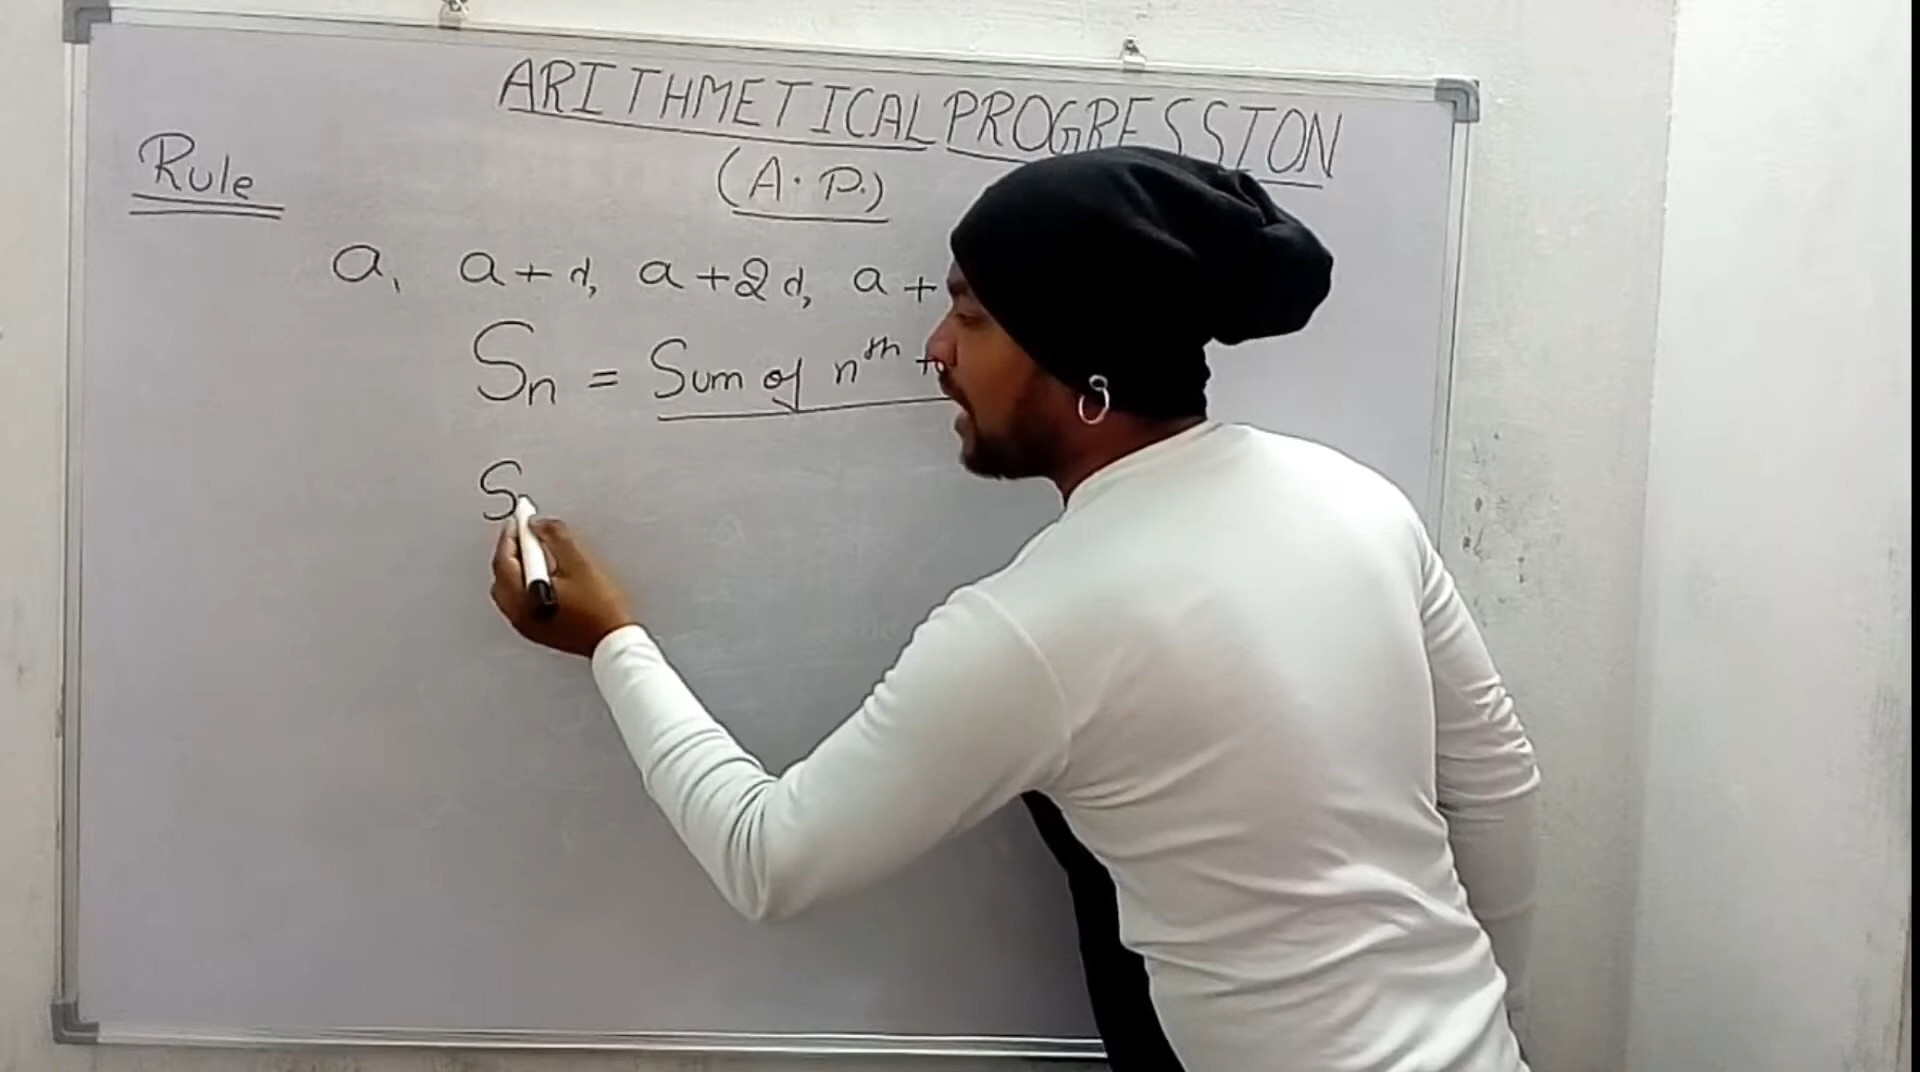 ARITHMETICAL PROGRESSION
(A.P.)
Rule
a, a+d, a+2d, a+
Sn = Sum of nth
S